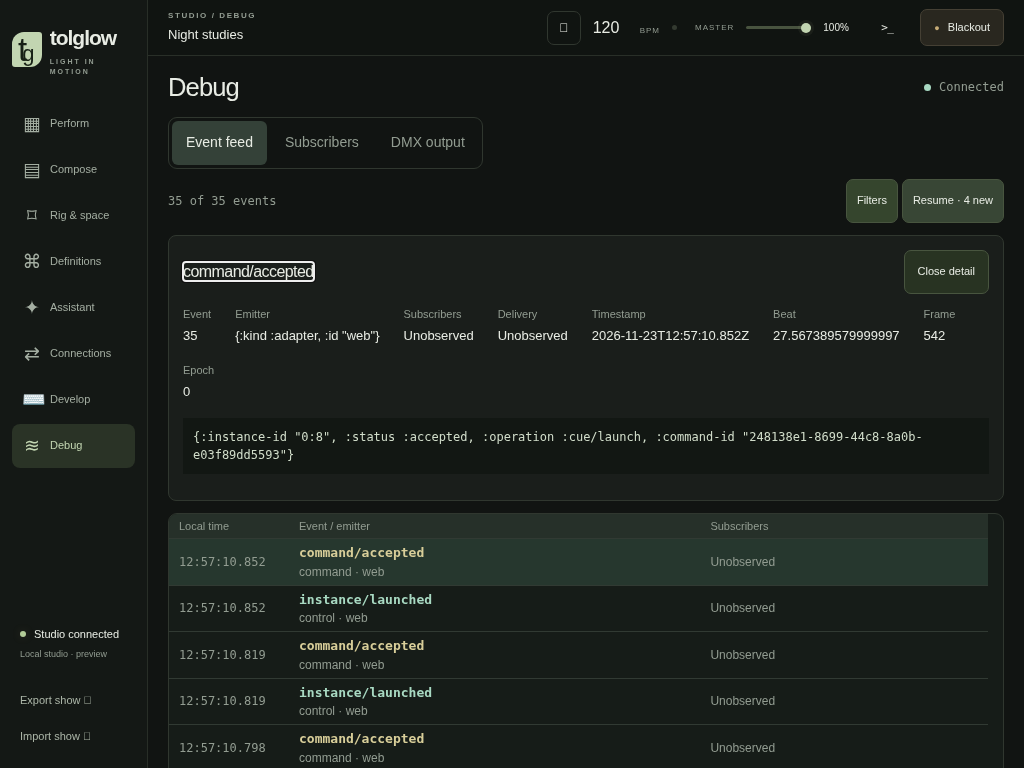 tg
tolglow
LIGHT IN
MOTION
Perform
Compose
Rig & space
Definitions
Assistant
Connections
Develop
Debug
Studio connected
Local studio · preview
Export show
Import show
STUDIO / DEBUG
Night studies
120
BPM
MASTER
100%
>_
Blackout
Debug
Connected
Event feed
Subscribers
DMX output
35 of 35 events
Filters
Resume · 4 new
command/accepted
Close detail
Event
Emitter
Subscribers
Delivery
Timestamp
Beat
Frame
35
{:kind :adapter, :id "web"}
Unobserved
Unobserved
2026-11-23T12:57:10.852Z
27.567389579999997
542
Epoch
0
{:instance-id "0:8", :status :accepted, :operation :cue/launch, :command-id "248138e1-8699-44c8-8a0b-
e03f89dd5593"}
Local time
Event / emitter
Subscribers
12:57:10.852
command/accepted
command · web
Unobserved
12:57:10.852
instance/launched
control · web
Unobserved
12:57:10.819
command/accepted
command · web
Unobserved
12:57:10.819
instance/launched
control · web
Unobserved
12:57:10.798
command/accepted
command · web
Unobserved